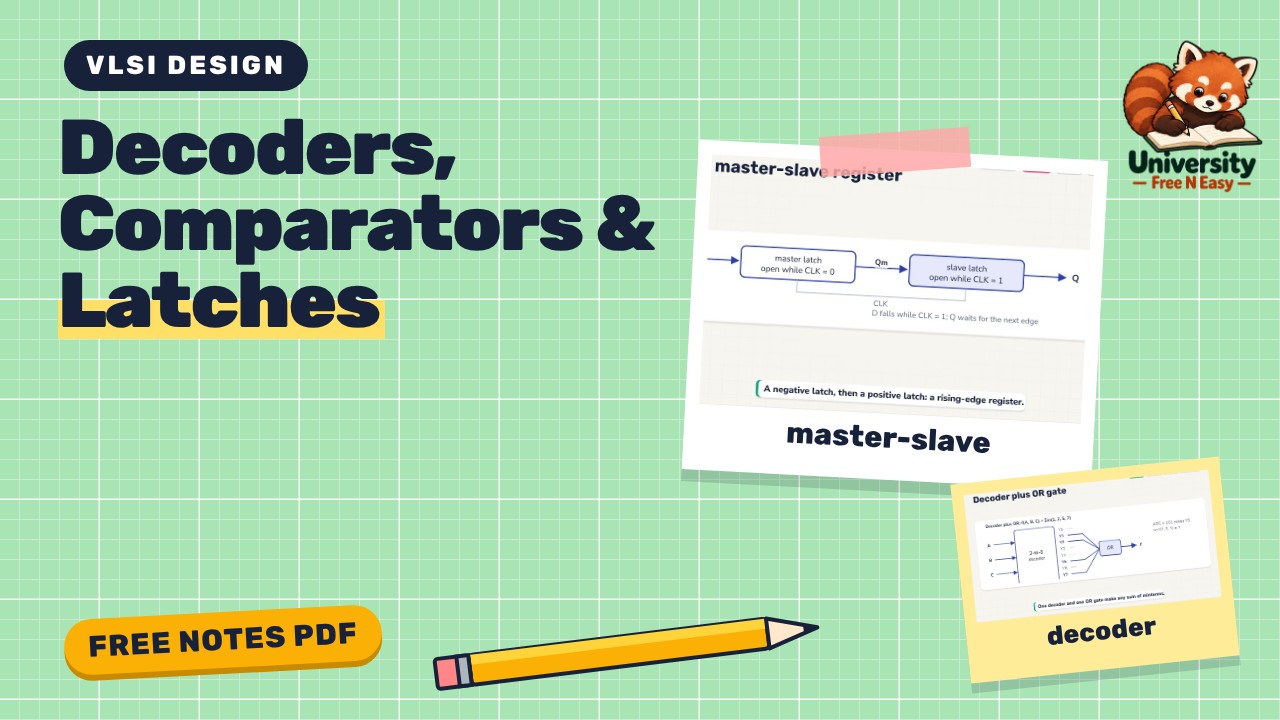 VLSI DESIGN
Decoders,
Comparators &
Latches
University
Free N Easy
master-slave register
master latch
open while CLK = 0
Qm
slave latch
open while CLK = 1
Q
CLK
D falls while CLK = 1: Q waits for the next edge
A negative latch, then a positive latch: a rising-edge register.
master-slave
Decoder plus OR gate
A
B
C
3-to-8
decoder
OR
F
One decoder and one OR gate make any sum of minterms.
decoder
FREE NOTES PDF